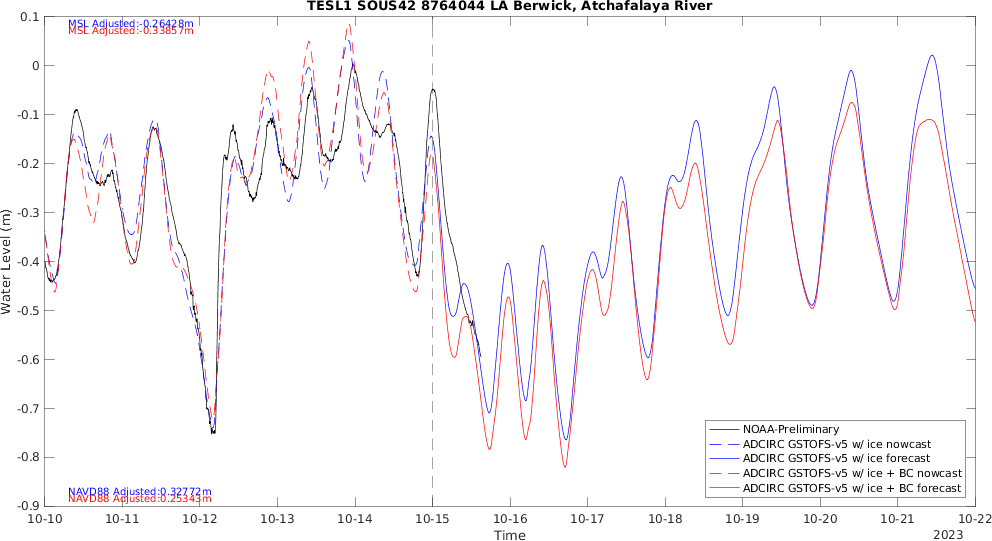 TESL1 SOUS42 8764044 LA Berwick, Atchafalaya River
MSL Adjusted:-0.26428m
MSL Adjusted:-0.33857m
0.1
0
-0.1
-0.2
-0.3
-0.4
-0.5
-0.6
-0.7
-0.8
-0.9
Water Level (m)
NAVD88 Adjusted:0.32772m
NAVD88 Adjusted:0.25343m
NOAA-Preliminary
ADCIRC GSTOFS-v5 w/ ice nowcast
ADCIRC GSTOFS-v5 w/ ice forecast
ADCIRC GSTOFS-v5 w/ ice + BC nowcast
ADCIRC GSTOFS-v5 w/ ice + BC forecast
10-10 10-11 10-12 10-13 10-14 10-15 10-16 10-17 10-18 10-19 10-20 10-21 10-22
Time
2023